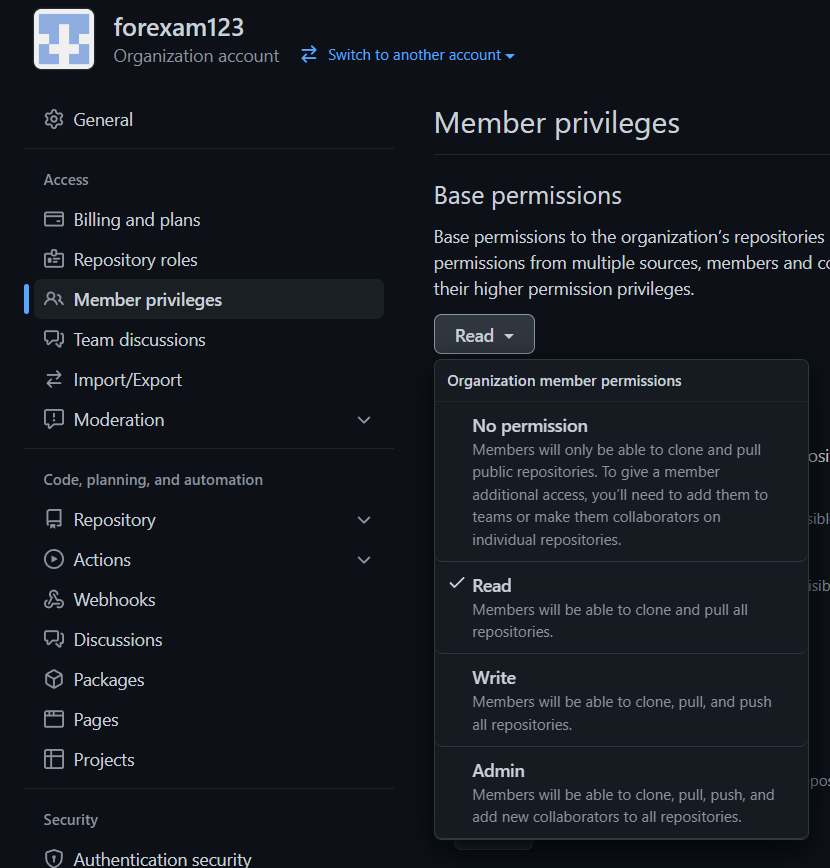 forexam123
Organization account
Switch to another account
General
Access
Billing and plans
Repository roles
Member privileges
Team discussions
Import/Export
Moderation
Code, planning, and automation
Repository
Actions
Webhooks
Discussions
Packages
Pages
Projects
Security
Authentication security
Member privileges
Base permissions
Base permissions to the organization’s repositories
permissions from multiple sources, members and
their higher permission privileges.
Read
Organization member permissions
No permission
Members will only be able to clone and pull
public repositories. To give a member
additional access, you’ll need to add them to
teams or make them collaborators on
individual repositories.
Read
Members will be able to clone and pull all
repositories.
Write
Members will be able to clone, pull, and push
all repositories.
Admin
Members will be able to clone, pull, push, and
add new collaborators to all repositories.